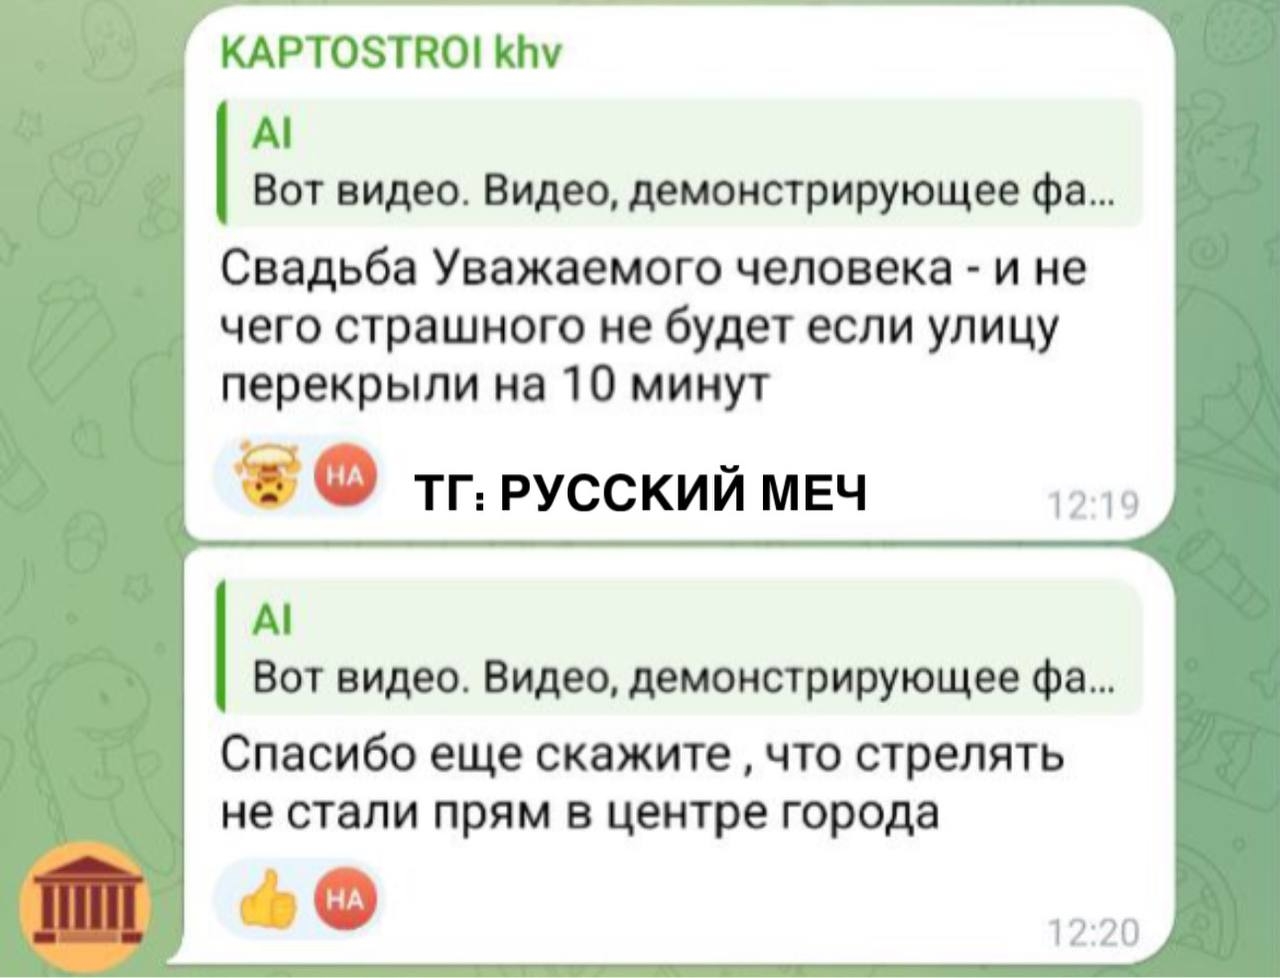 KAPTOSTROI khv
AI
Вот видео. Видео, демонстрирующее фа...
Свадьба Уважаемого человека - и не
чего страшного не будет если улицу
перекрыли на 10 минут
НА
ТГ: РУССКИЙ МЕЧ
12:19
AI
Вот видео. Видео, демонстрирующее фа...
Спасибо еще скажите , что стрелять
не стали прям в центре города
НА
12:20